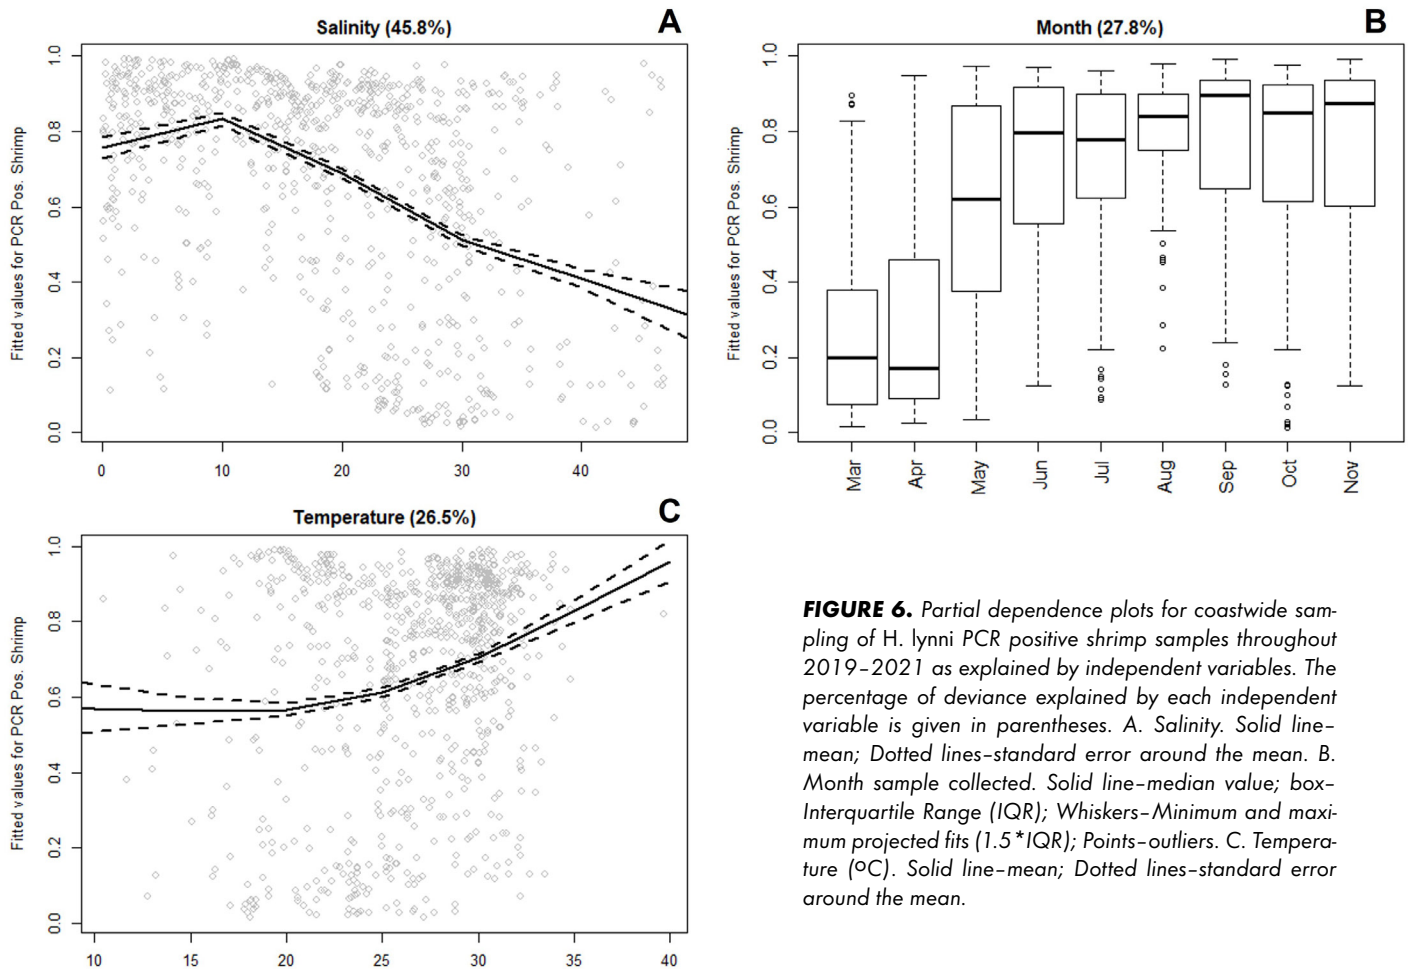 Salinity (45.8%)
A
Fitted values for PCR Pos. Shrimp
1.0
0.8
0.6
0.4
0.2
0.0
0 10 20 30 40
Month (27.8%)
B
Fitted values for PCR Pos. Shrimp
1.0
0.8
0.6
0.4
0.2
0.0
Mar Apr May Jun Jul Aug Sep Oct Nov
Temperature (26.5%)
C
Fitted values for PCR Pos. Shrimp
1.0
0.8
0.6
0.4
0.2
0.0
10 15 20 25 30 35 40
FIGURE 6. Partial dependence plots for coastwide sam-
pling of H. lynni PCR positive shrimp samples throughout
2019–2021 as explained by independent variables. The
percentage of deviance explained by each independent
variable is given in parentheses. A. Salinity. Solid line–
mean; Dotted lines–standard error around the mean. B.
Month sample collected. Solid line–median value; box–
Interquartile Range (IQR); Whiskers–Minimum and maxi-
mum projected fits (1.5*IQR); Points–outliers. C. Tempera-
ture (ºC). Solid line–mean; Dotted lines–standard error
around the mean.